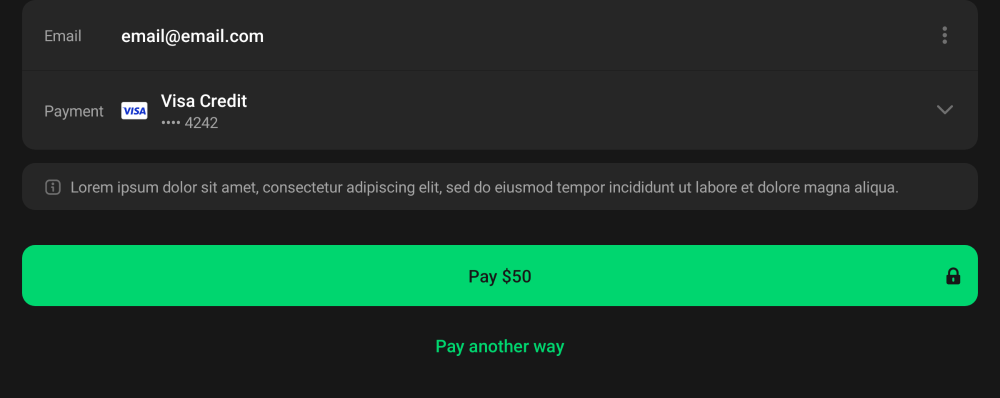 Email email@email.com
Payment VISA Visa Credit
•••• 4242
Lorem ipsum dolor sit amet, consectetur adipiscing elit, sed do eiusmod tempor incididunt ut labore et dolore magna aliqua.
Pay $50
Pay another way